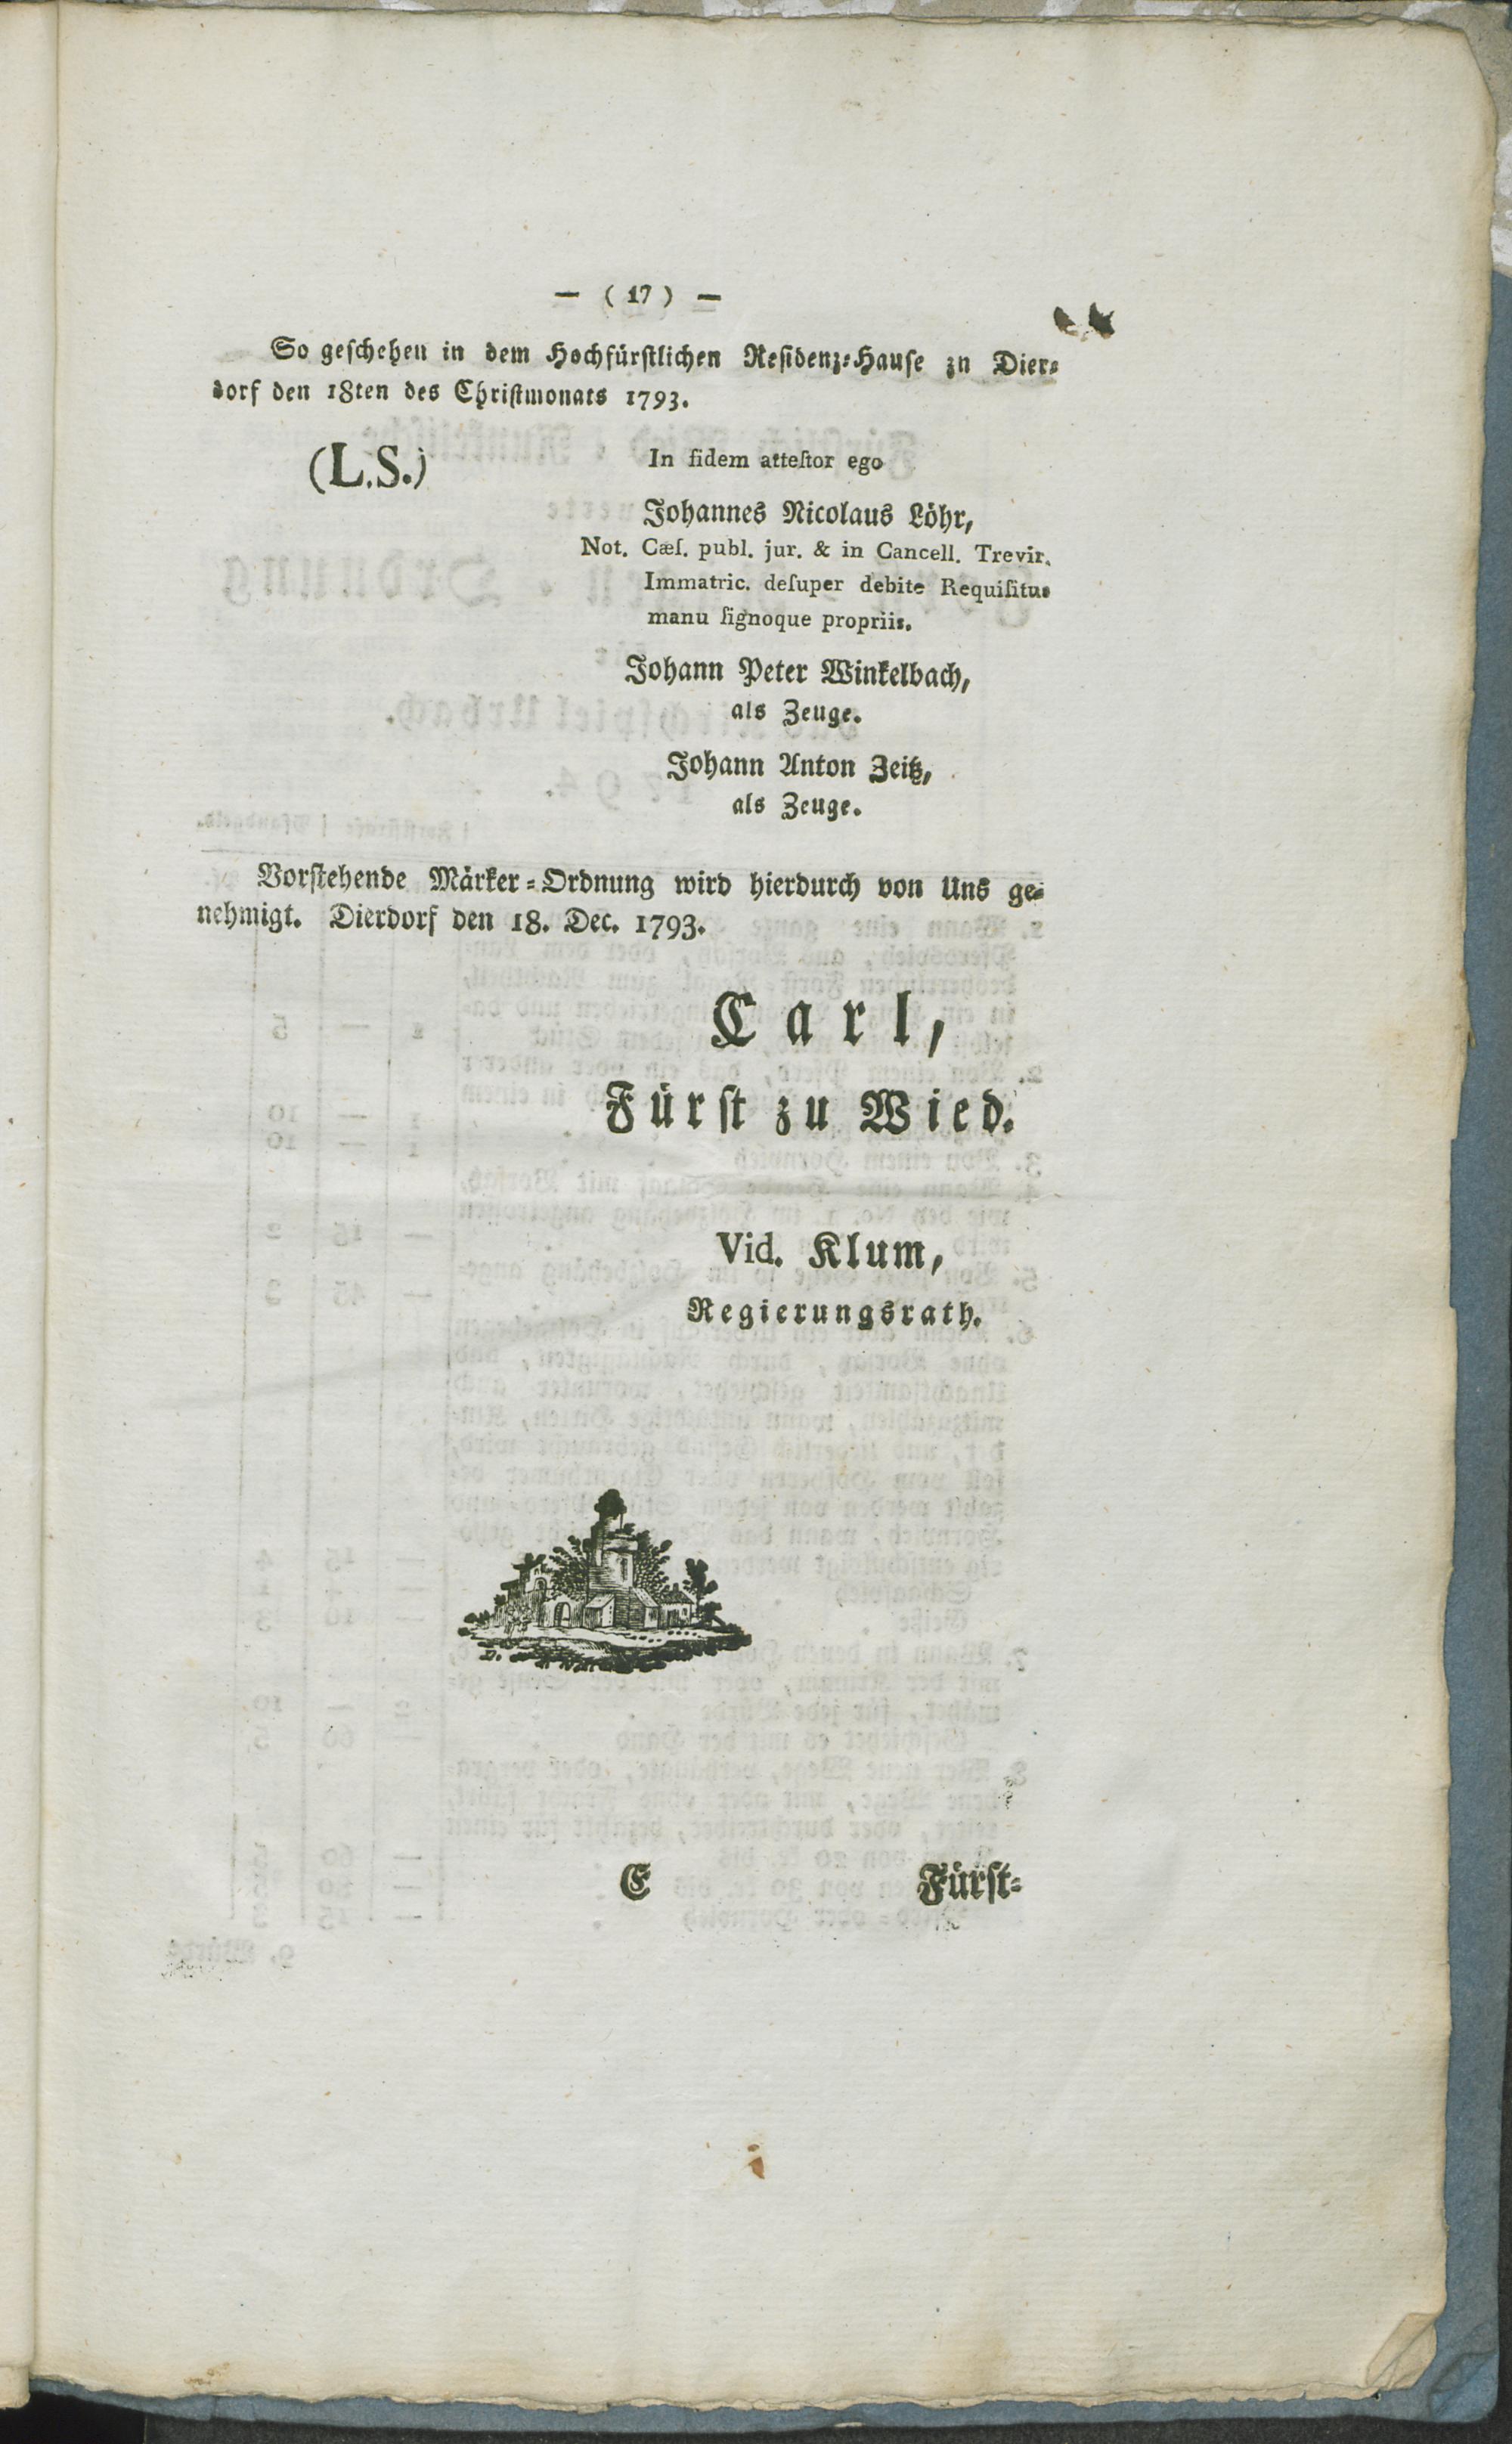 — ( 17 ) —
So geſchehen in dem Hochfürſtlichen Reſidenz-Hauſe zn Dier-
dorf den 18ten des Chriſtmonats 1793.
(L.S.)
In fidem atteſtor ego
Johannes Nicolaus Löhr,
Not. Cæſ. publ. jur. & in Cancell. Trevir.
Immatric. deſuper debite Requiſitus
manu ſignoque propriis.
Johann Peter Winkelbach,
als Zeuge.
Johann Anton Zeitz,
als Zeuge.
Vorſtehende Märker-Ordnung wird hierdurch von Uns ge-
nehmigt. Dierdorf den 18. Dec. 1793.
Carl,
Fürſt zu Wied.
Vid. Klum,
Regierungsrath.
E
Fürſt-